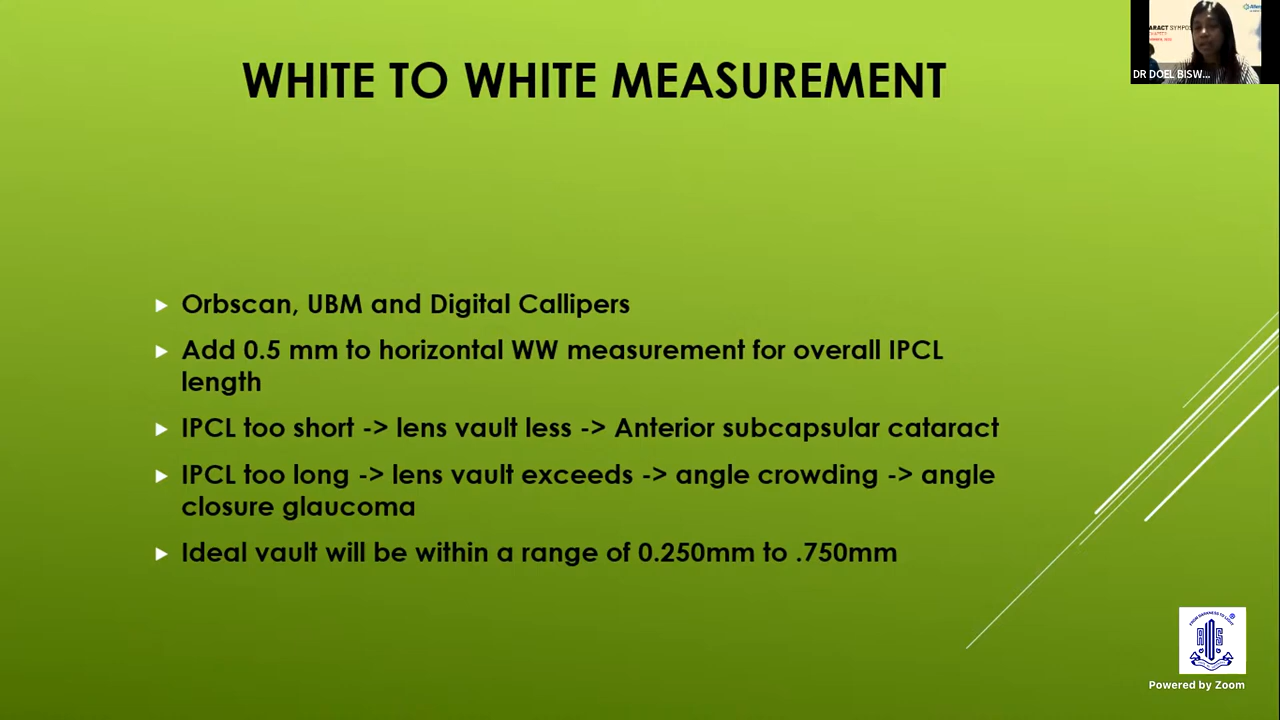 WHITE TO WHITE MEASUREMENT
ARACT SYMPOS
DR DOEL BISW...
Orbscan, UBM and Digital Callipers
Add 0.5 mm to horizontal WW measurement for overall IPCL
length
IPCL too short -> lens vault less -> Anterior subcapsular cataract
IPCL too long -> lens vault exceeds -> angle crowding -> angle
closure glaucoma
Ideal vault will be within a range of 0.250mm to .750mm
Powered by Zoom